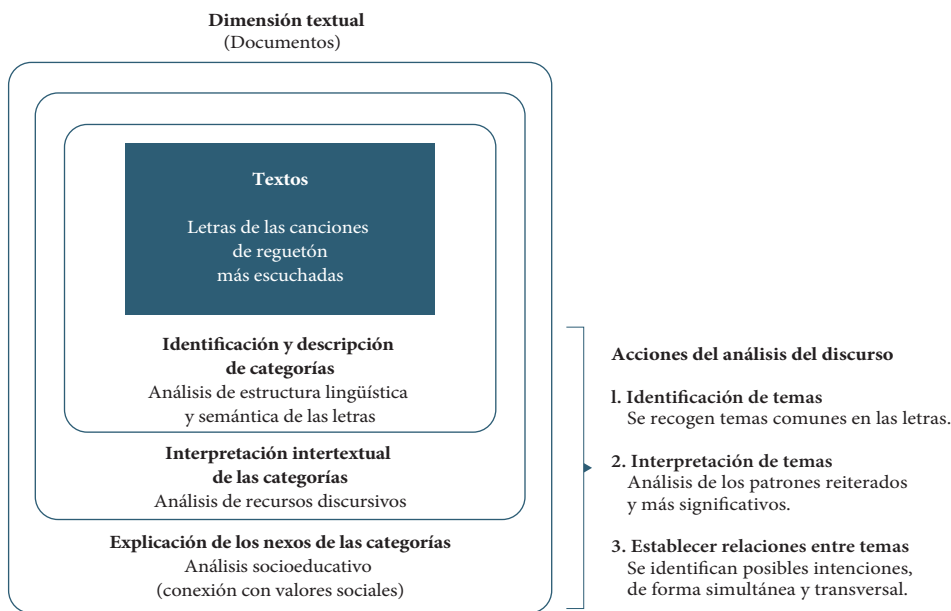 Dimensión textual
(Documentos)
Textos
Letras de las canciones
de reguetón
más escuchadas
Identificación y descripción
de categorías
Análisis de estructura lingüística
y semántica de las letras
Interpretación intertextual
de las categorías
Análisis de recursos discursivos
Explicación de los nexos de las categorías
Análisis socioeducativo
(conexión con valores sociales)
Acciones del análisis del discurso
l. Identificación de temas
Se recogen temas comunes en las letras.
2. Interpretación de temas
Análisis de los patrones reiterados
y más significativos.
3. Establecer relaciones entre temas
Se identifican posibles intenciones,
de forma simultánea y transversal.